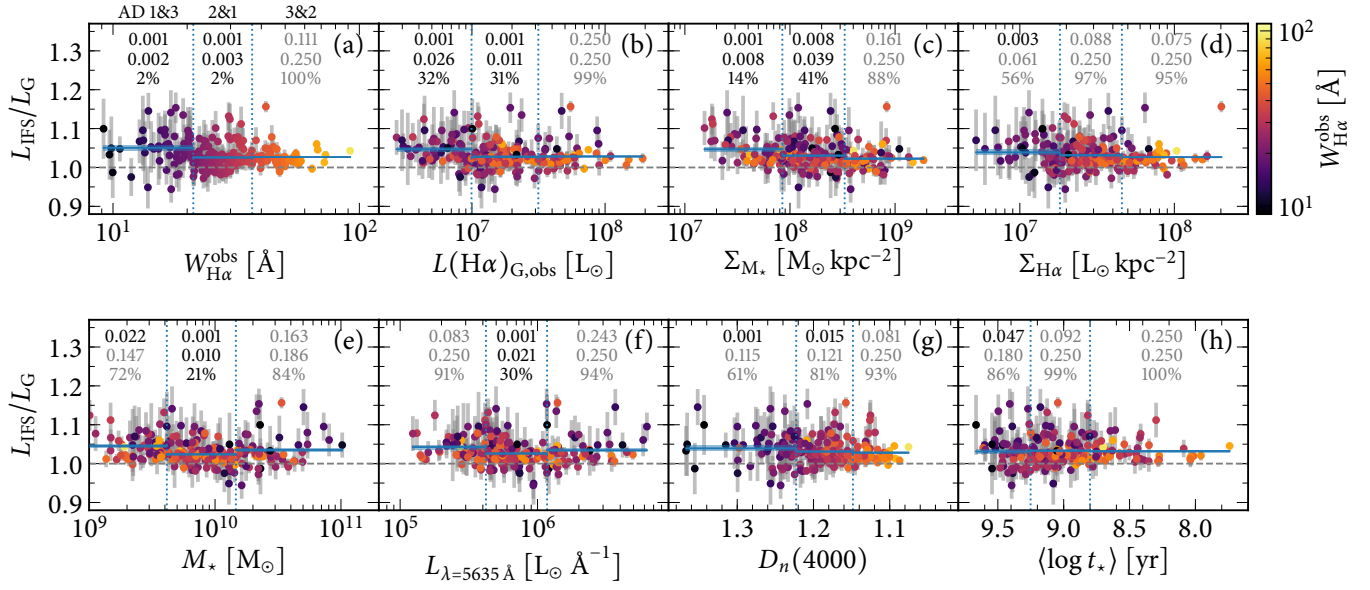 AD 1&3 2&1 3&2
(a) (b) (c) (d)
0.001 0.001 0.111 0.001 0.001 0.250 0.001 0.008 0.161 0.003 0.088 0.075
0.002 0.003 0.250 0.026 0.011 0.250 0.008 0.039 0.250 0.061 0.250 0.250
2% 2% 100% 32% 31% 99% 14% 41% 88% 56% 97% 95%
1.3
1.2
1.1
1.0
0.9
L_IFS/L_G
10² 
10¹
W_Hα^obs [Å]
10¹ 10² 10⁷ 10⁸ 10⁷ 10⁸ 10⁹ 10⁷ 10⁸
W_Hα^obs [Å] L(Hα)_G,obs [L_⊙] Σ_M⋆ [M_⊙ kpc⁻²] Σ_Hα [L_⊙ kpc⁻²]
(e) (f) (g) (h)
0.022 0.001 0.163 0.083 0.001 0.243 0.001 0.015 0.081 0.047 0.092 0.250
0.147 0.010 0.186 0.250 0.021 0.250 0.115 0.121 0.250 0.180 0.250 0.250
72% 21% 84% 91% 30% 94% 61% 81% 93% 86% 99% 100%
1.3
1.2
1.1
1.0
0.9
L_IFS/L_G
10⁹ 10¹⁰ 10¹¹ 10⁵ 10⁶ 1.3 1.2 1.1 9.5 9.0 8.5 8.0
M⋆ [M_⊙] L_λ=5635 Å [L_⊙ Å⁻¹] D_n(4000) ⟨log t⋆⟩ [yr]